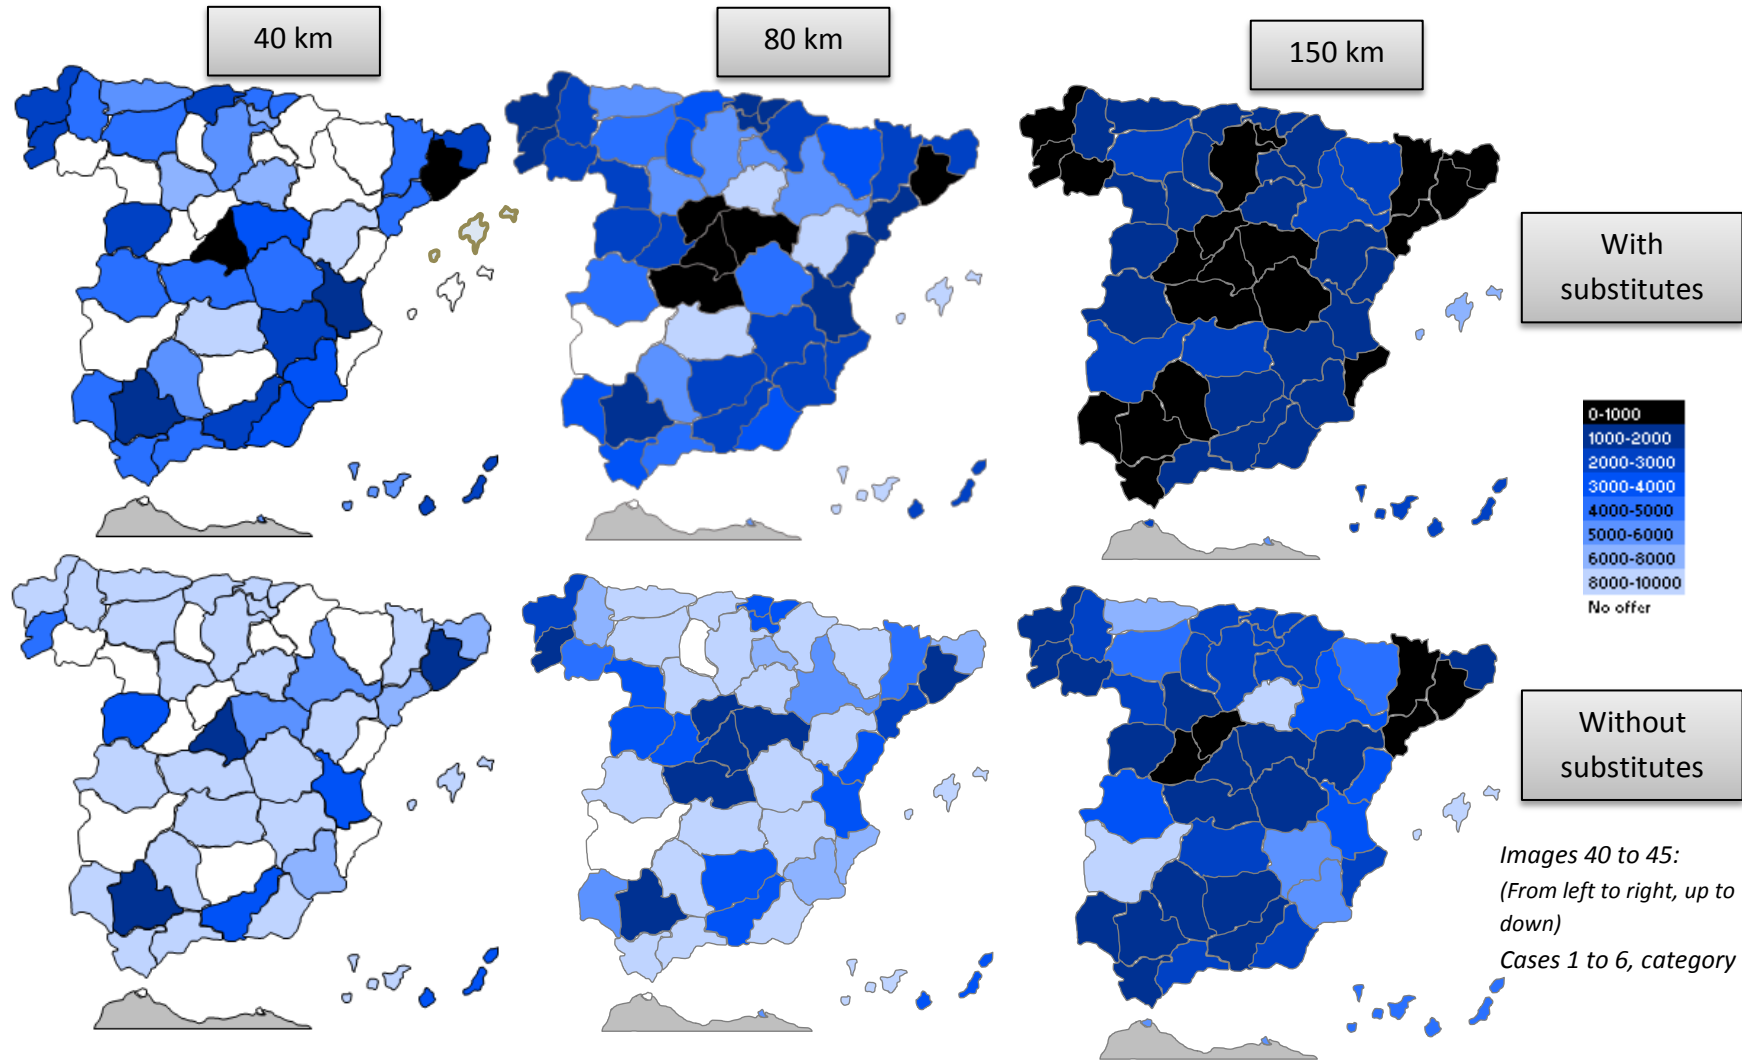 40 km
80 km
150 km
With
substitutes
0-1000
1000-2000
2000-3000
3000-4000
4000-5000
5000-6000
6000-8000
8000-10000
No offer
Without
substitutes
Images 40 to 45:
(From left to right, up to
down)
Cases 1 to 6, category